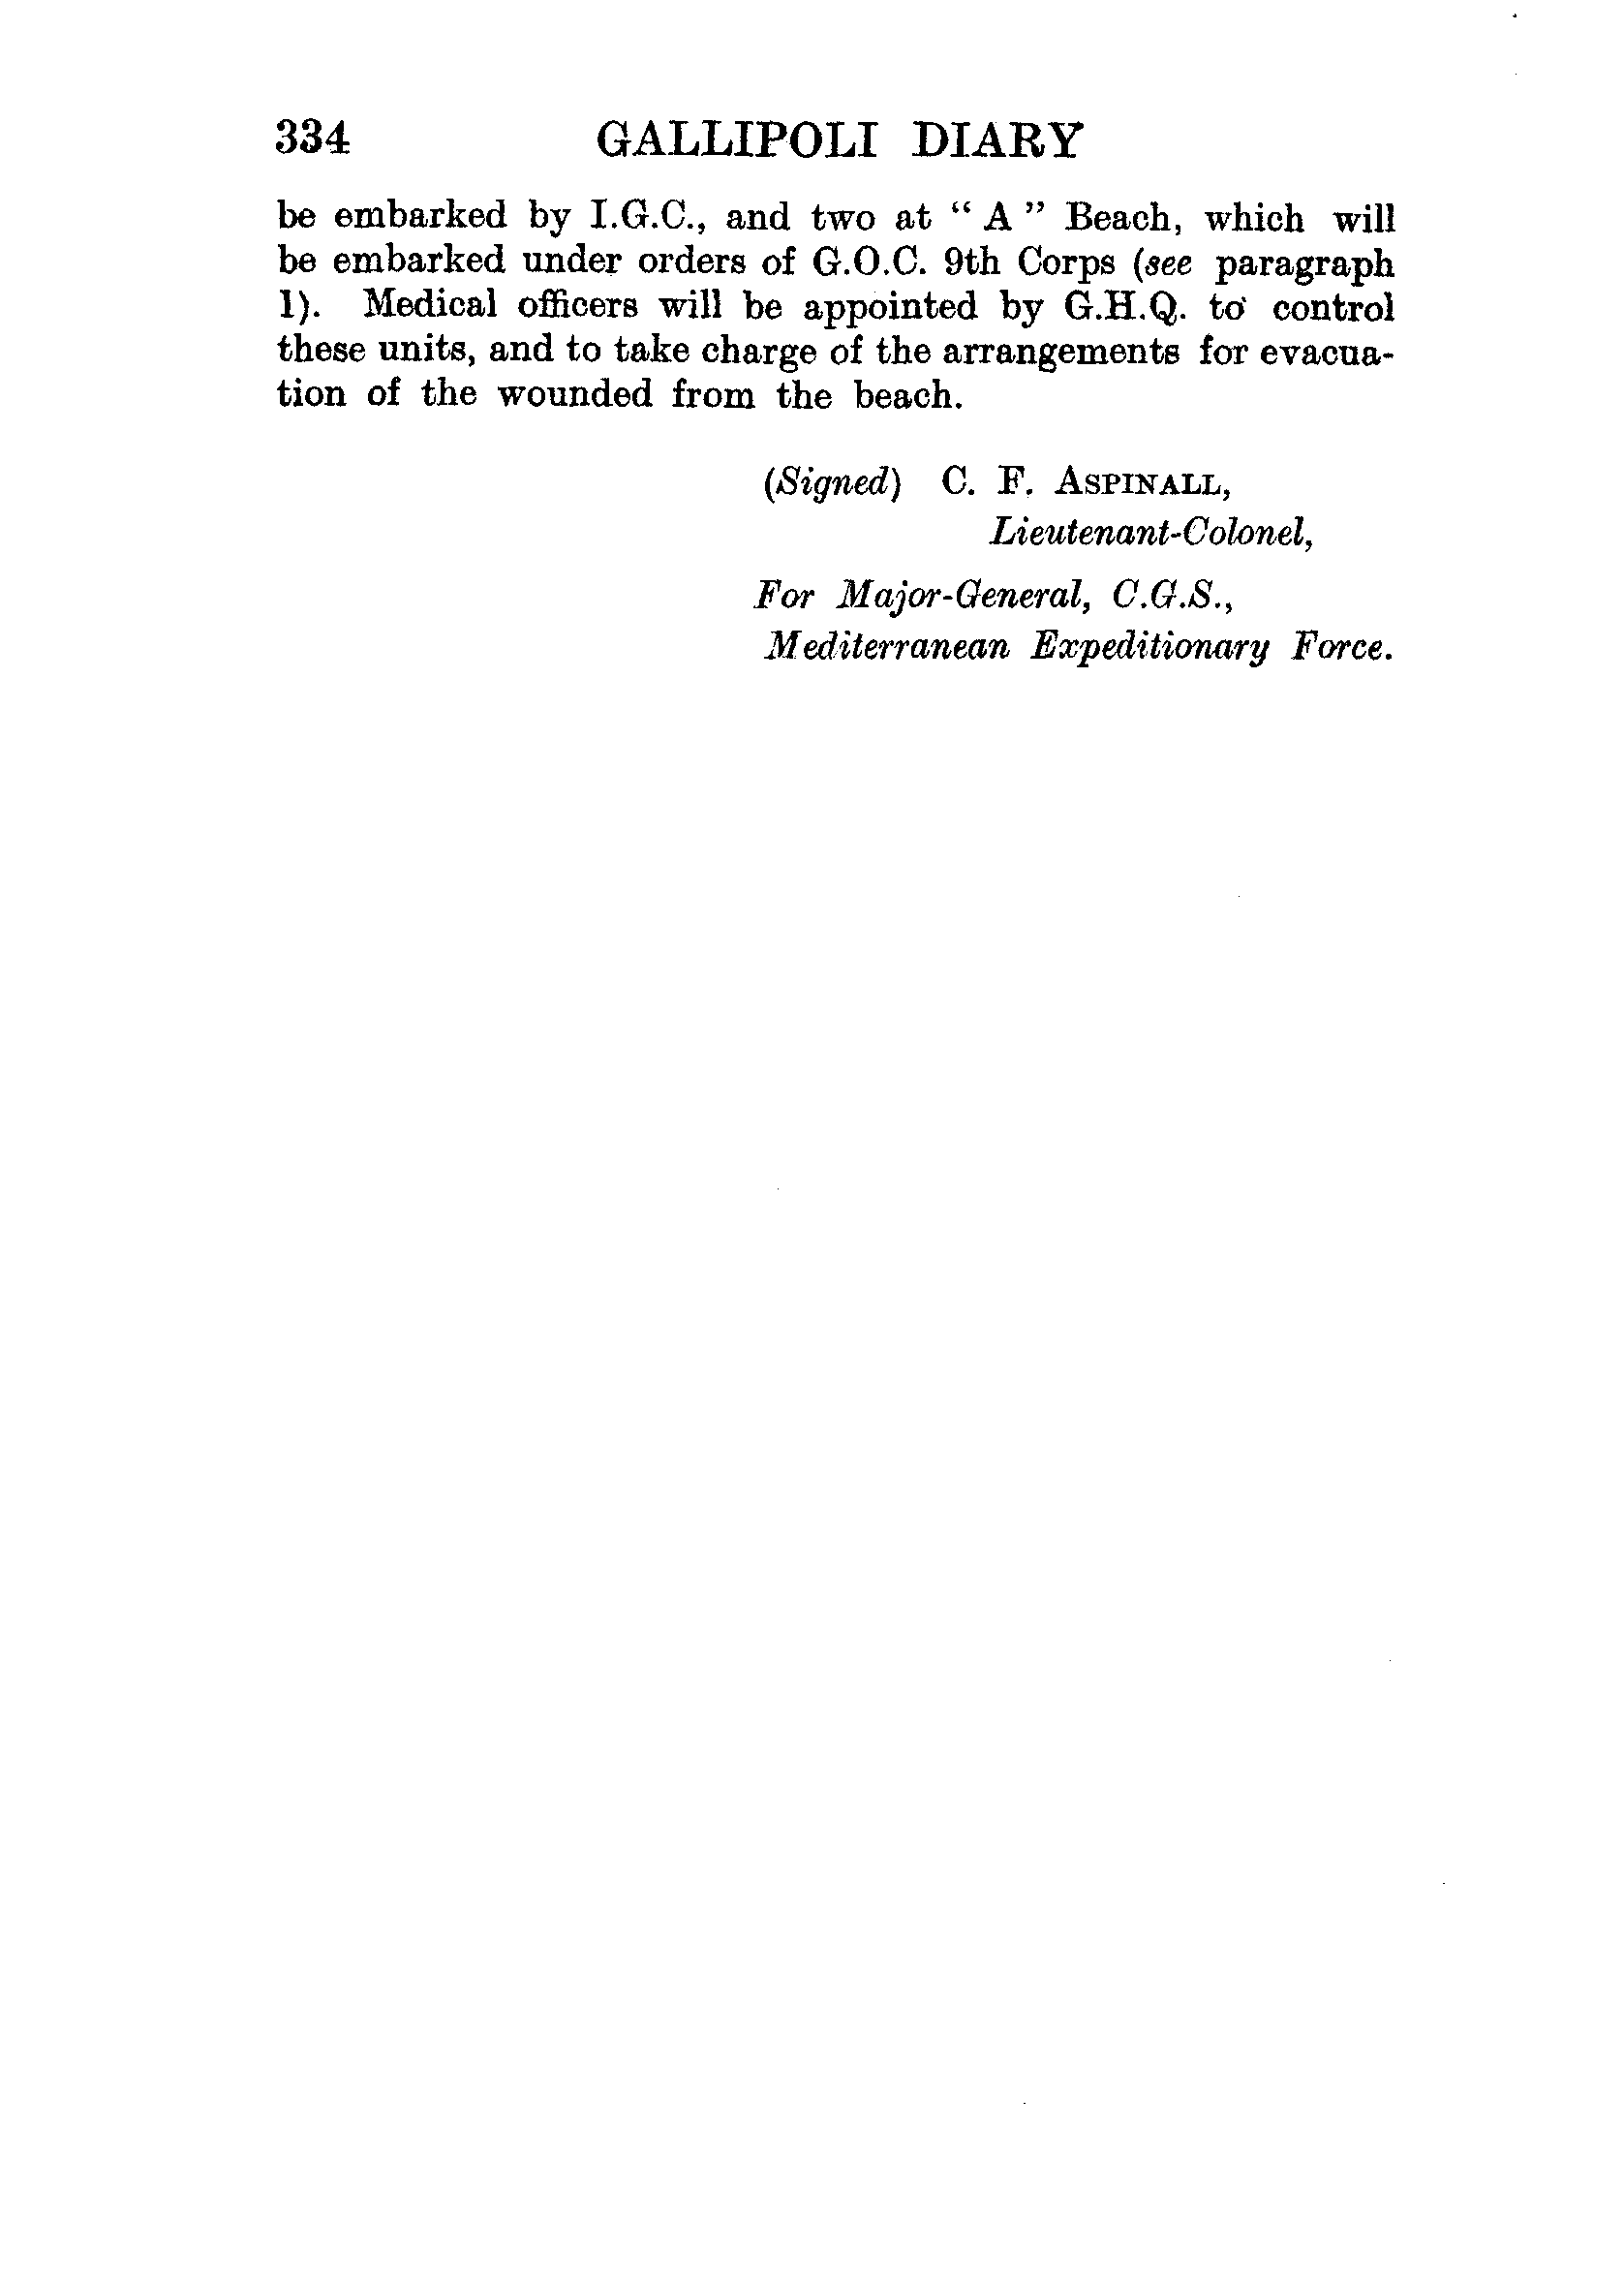 334 GALLIPOLI DIARY
be embarked by I.G.C., and two at “ A ” Beach, which will
be embarked under orders of G.O.C. 9th Corps (see paragraph
1). Medical officers will be appointed by G.H.Q. to control
these units, and to take charge of the arrangements for evacua-
tion of the wounded from the beach.
(Signed) C. F. ASPINALL,
Lieutenant-Colonel,
For Major-General, C.G.S.,
Mediterranean Expeditionary Force.